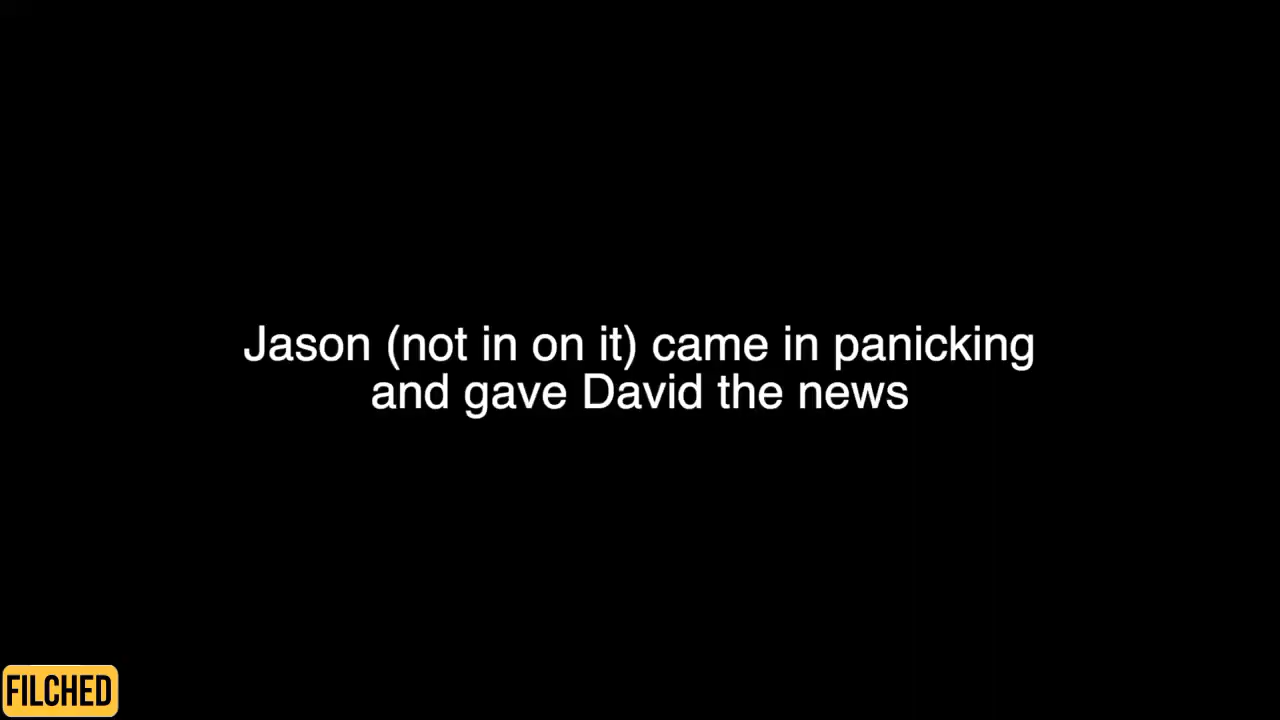 Jason (not in on it) came in panicking
and gave David the news
FILCHED